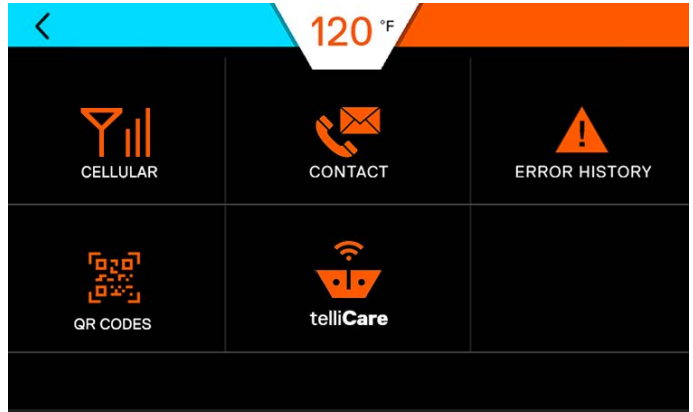 120 °F
CELLULAR
CONTACT
ERROR HISTORY
QR CODES
telliCare